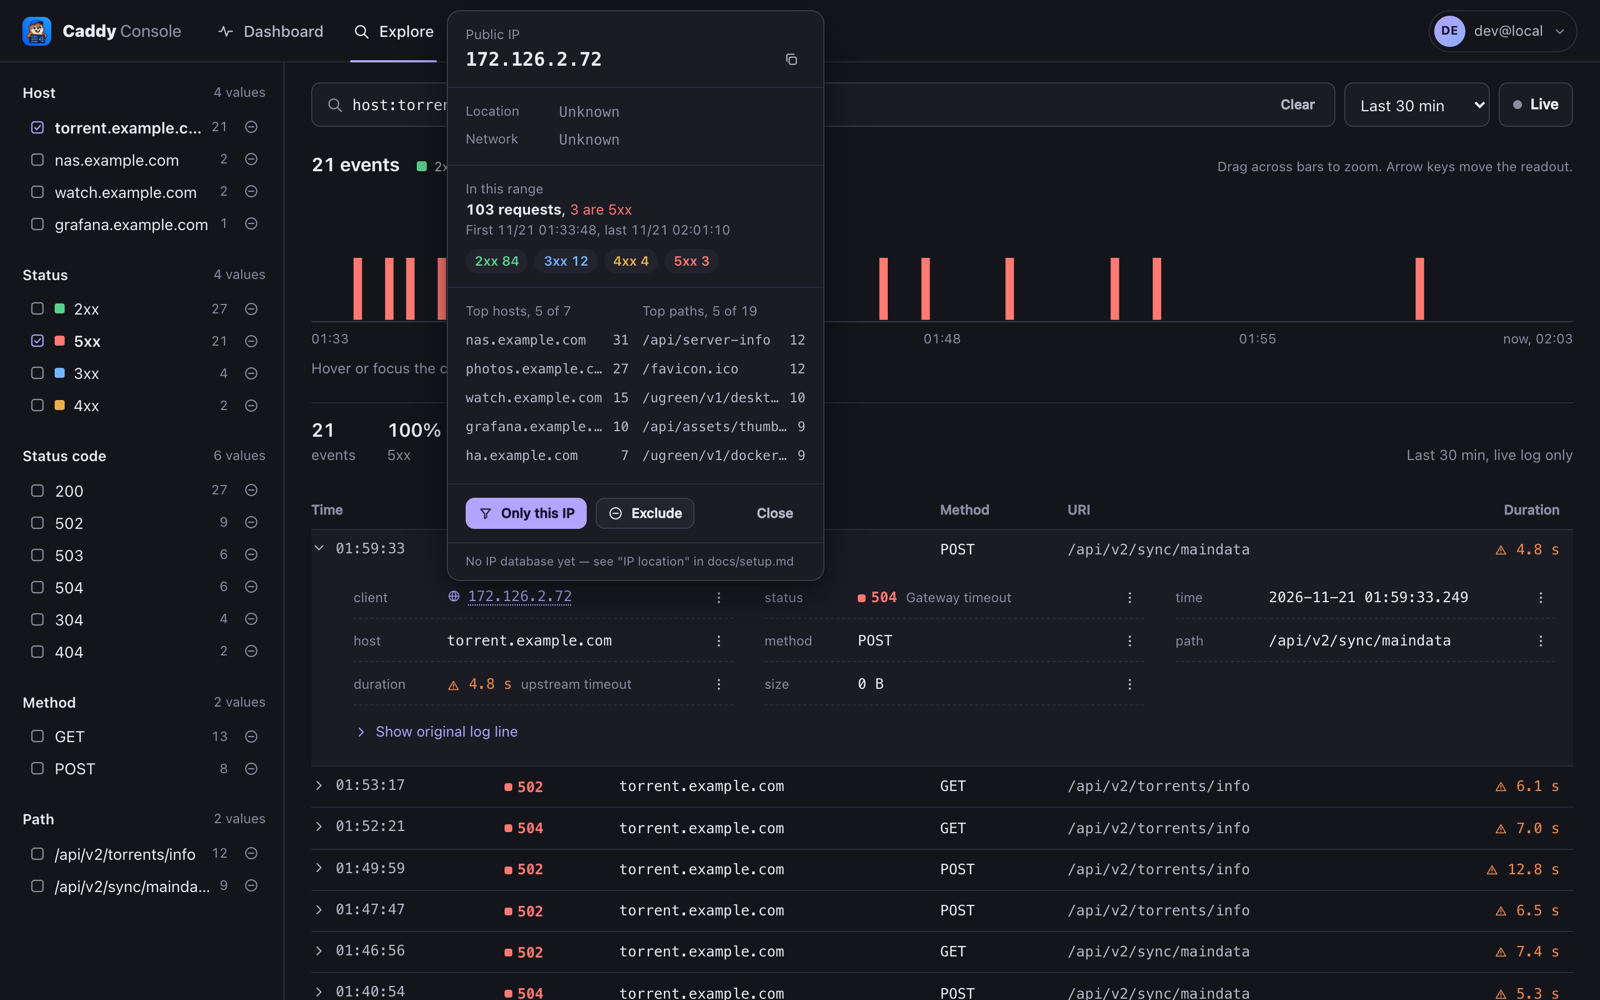 Caddy Console
Dashboard
Explore
DE dev@local
Host 4 values
torrent.example.c... 21
nas.example.com 2
watch.example.com 2
grafana.example.com 1
Status 4 values
2xx 27
5xx 21
3xx 4
4xx 2
Status code 6 values
200 27
502 9
503 6
504 6
304 4
404 2
Method 2 values
GET 13
POST 8
Path 2 values
/api/v2/torrents/info 12
/api/v2/sync/mainda... 9
host:torrer
Clear
Last 30 min
Live
21 events
Drag across bars to zoom. Arrow keys move the readout.
01:33
01:48
01:55
now, 02:03
Hover or focus the c
21 events
100% 5xx
Last 30 min, live log only
Public IP
172.126.2.72
Location Unknown
Network Unknown
In this range
103 requests, 3 are 5xx
First 11/21 01:33:48, last 11/21 02:01:10
2xx 84 3xx 12 4xx 4 5xx 3
Top hosts, 5 of 7 Top paths, 5 of 19
nas.example.com 31 /api/server-info 12
photos.example.c... 27 /favicon.ico 12
watch.example.com 15 /ugreen/v1/deskt... 10
grafana.example.... 10 /api/assets/thumb... 9
ha.example.com 7 /ugreen/v1/docker... 9
Only this IP
Exclude
Close
No IP database yet — see "IP location" in docs/setup.md
Time Method URI Duration
01:59:33 POST /api/v2/sync/maindata 4.8 s
client 172.126.2.72 status 504 Gateway timeout time 2026-11-21 01:59:33.249
host torrent.example.com method POST path /api/v2/sync/maindata
duration 4.8 s upstream timeout size 0 B
Show original log line
01:53:17 502 torrent.example.com GET /api/v2/torrents/info 6.1 s
01:52:21 504 torrent.example.com GET /api/v2/torrents/info 7.0 s
01:49:59 502 torrent.example.com POST /api/v2/torrents/info 12.8 s
01:47:47 502 torrent.example.com POST /api/v2/torrents/info 6.5 s
01:46:56 502 torrent.example.com GET /api/v2/sync/maindata 7.4 s
01:40:54 504 torrent.example.com POST /api/v2/sync/maindata 5.3 s